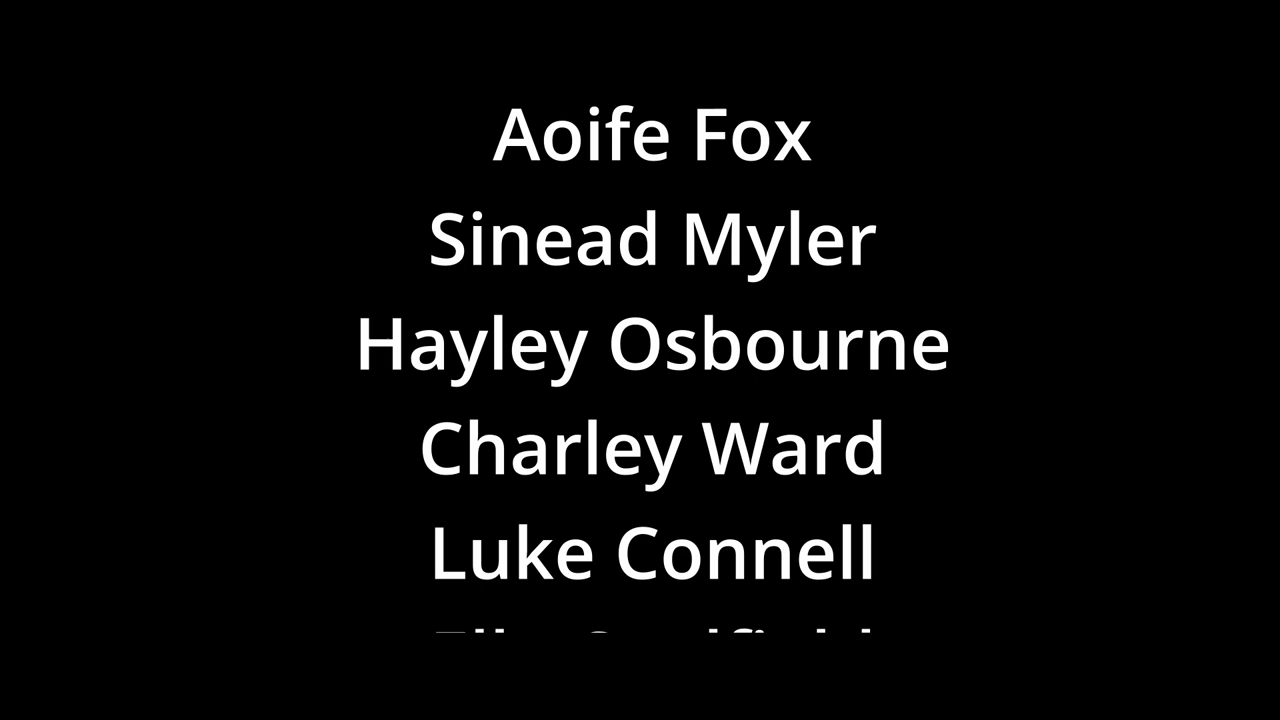 Aoife Fox
Sinead Myler
Hayley Osbourne
Charley Ward
Luke Connell